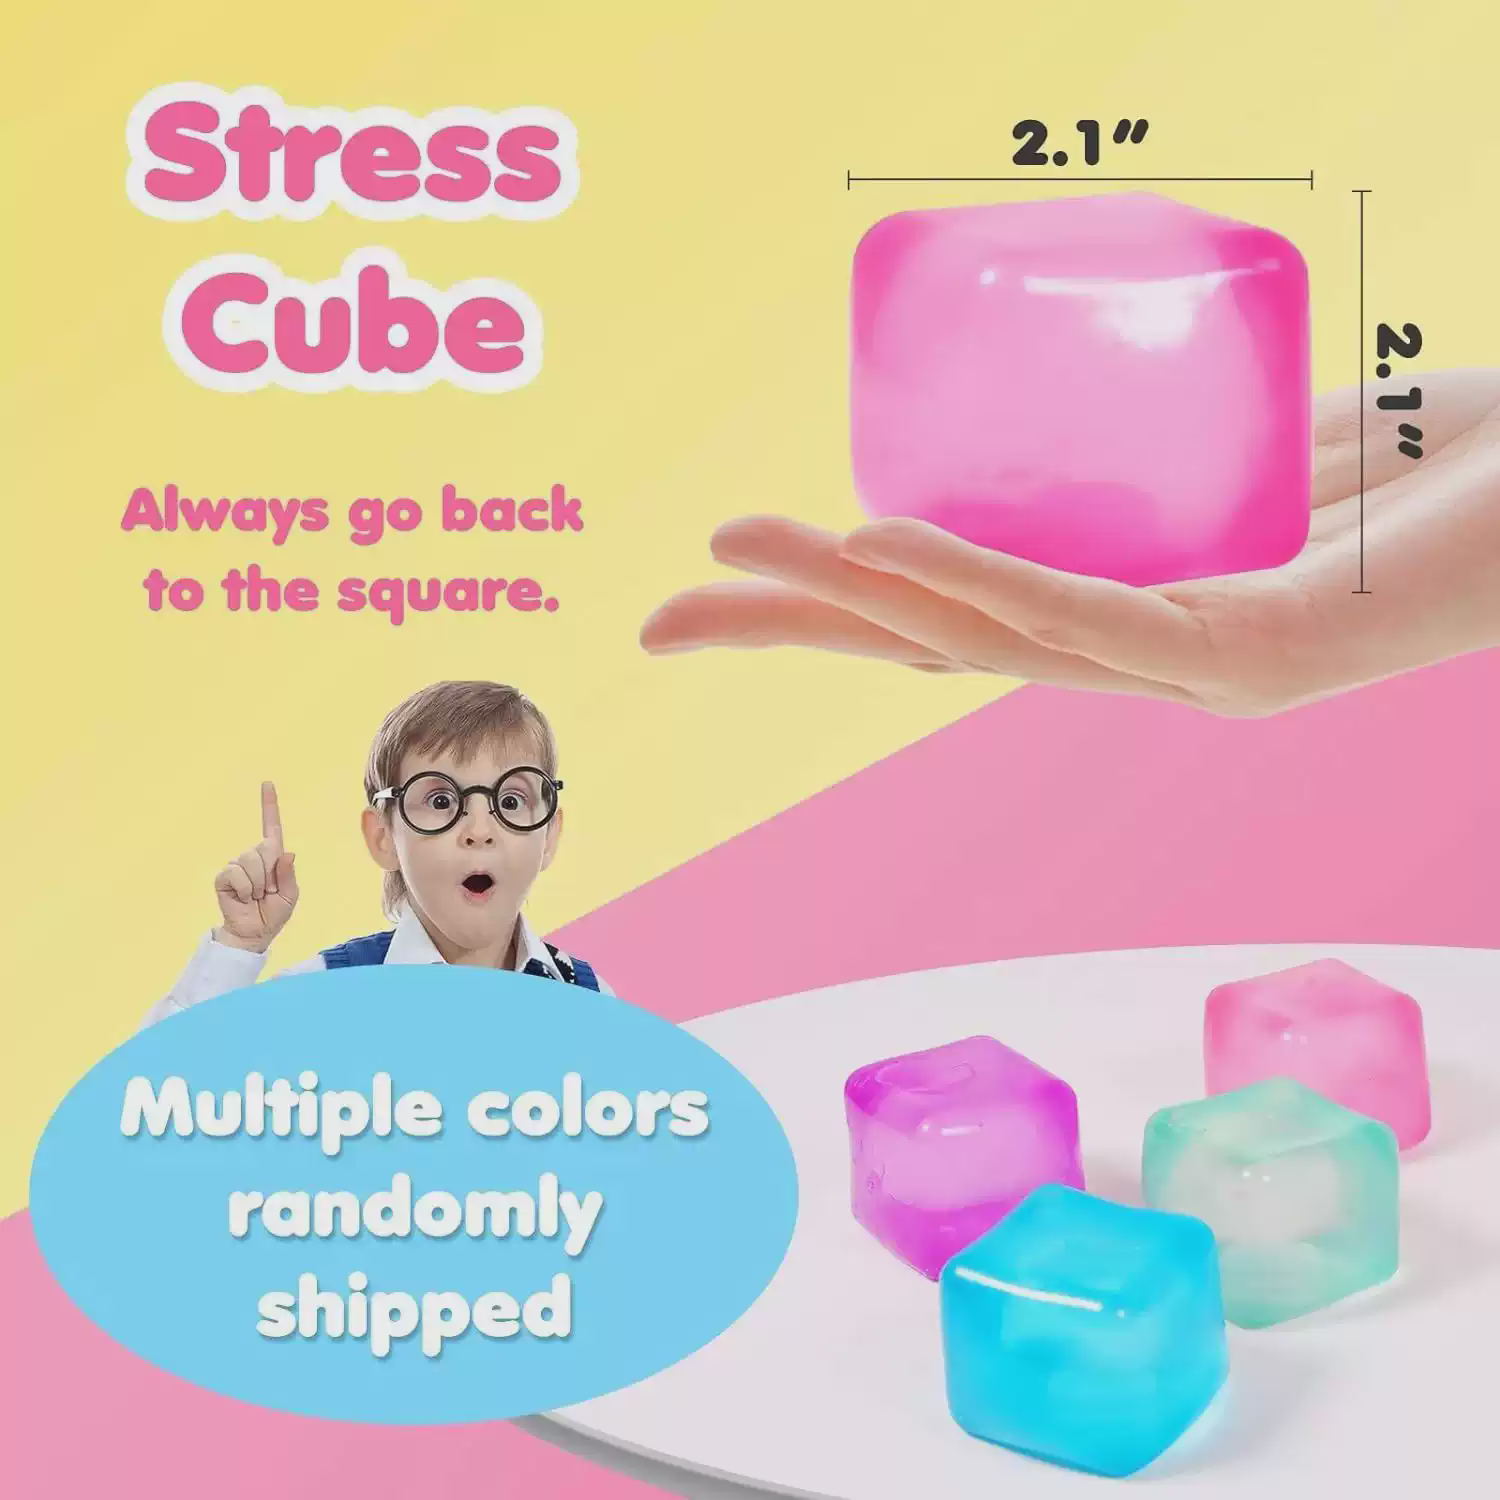 Stress
Cube
2.1"
2.1"
Always go back
to the square.
Multiple colors
randomly
shipped